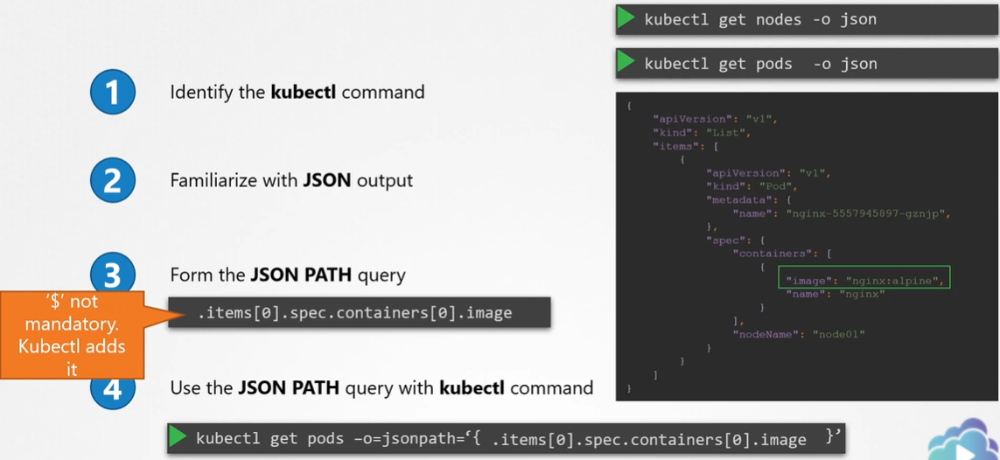 kubectl get nodes -o json
kubectl get pods  -o json
1
Identify the kubectl command
2
Familiarize with JSON output
3
Form the JSON PATH query
.items[0].spec.containers[0].image
‘$’ not
mandatory.
Kubectl adds
it
4
Use the JSON PATH query with kubectl command
kubectl get pods –o=jsonpath=‘{ .items[0].spec.containers[0].image }’
{
"apiVersion": "v1",
"kind": "List",
"items": [
{
"apiVersion": "v1",
"kind": "Pod",
"metadata": {
"name": "nginx-5557945897-gznjp",
},
"spec": {
"containers": [
{
"image": "nginx:alpine",
"name": "nginx"
}
],
"nodeName": "node01"
}
}
]
}